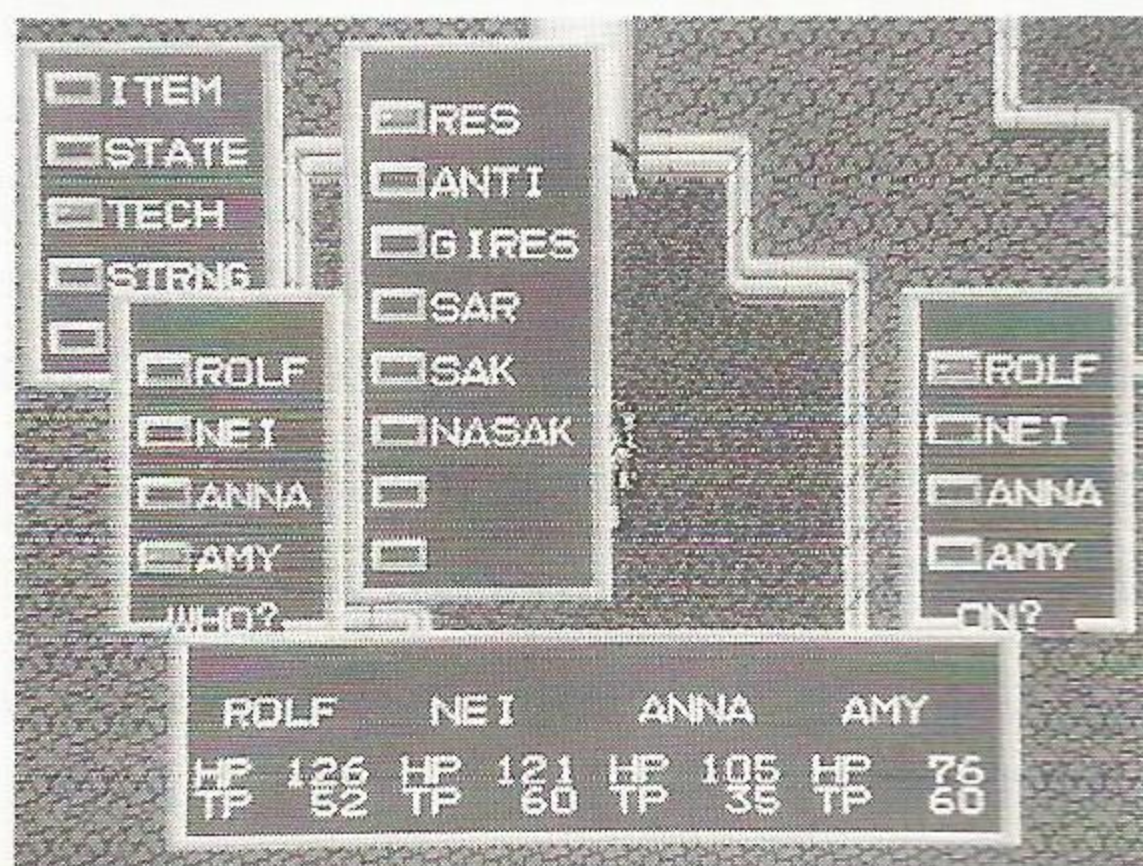 ITEM
STATE
TECH
STRNG
ROLF
NEI
ANNA
AMY
WHO?
RES
ANTI
GIRES
SAR
SAK
NASAK
ROLF
NEI
ANNA
AMY
ON?
ROLF NEI ANNA AMY
HP 126 HP 121 HP 105 HP 76
TP 52 TP 60 TP 35 TP 60